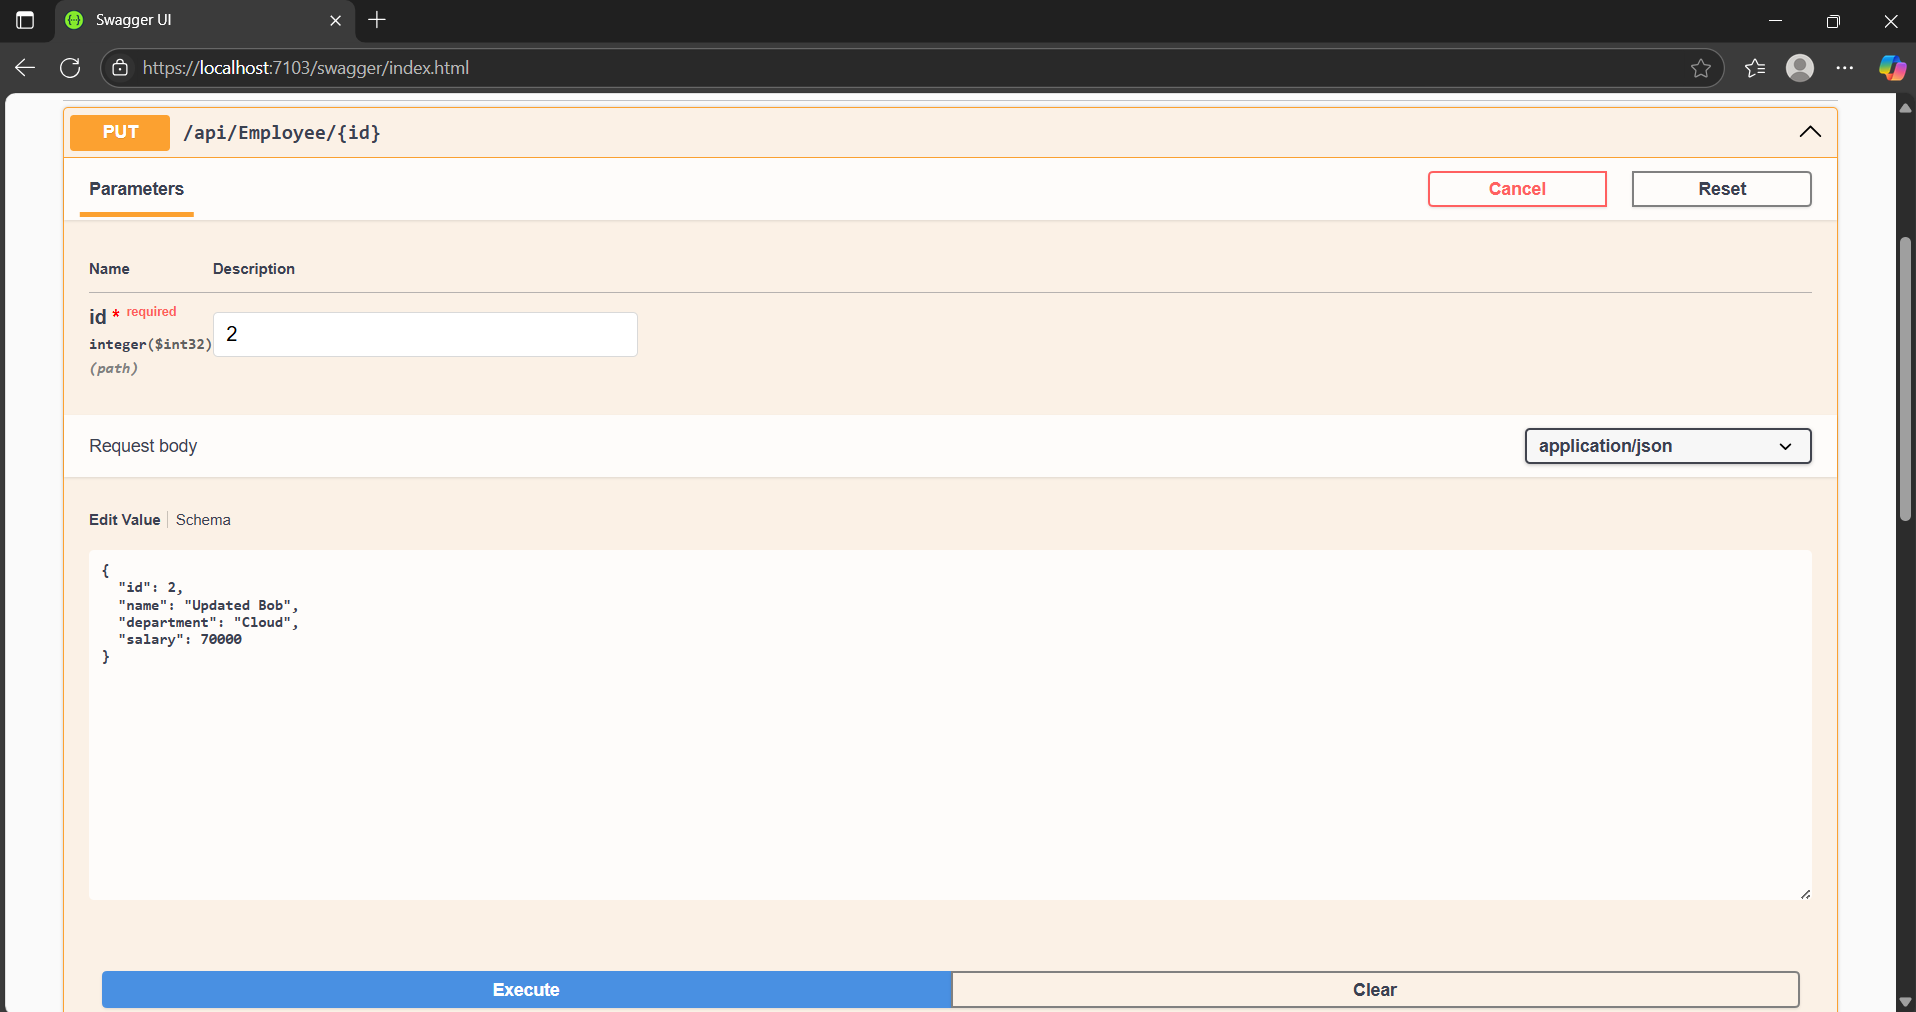 Swagger UI
https://localhost:7103/swagger/index.html
PUT /api/Employee/{id}
Parameters
Cancel
Reset
Name Description
id * required
integer($int32)
(path)
2
Request body
application/json
Edit Value Schema
{
"id": 2,
"name": "Updated Bob",
"department": "Cloud",
"salary": 70000
}
Execute
Clear